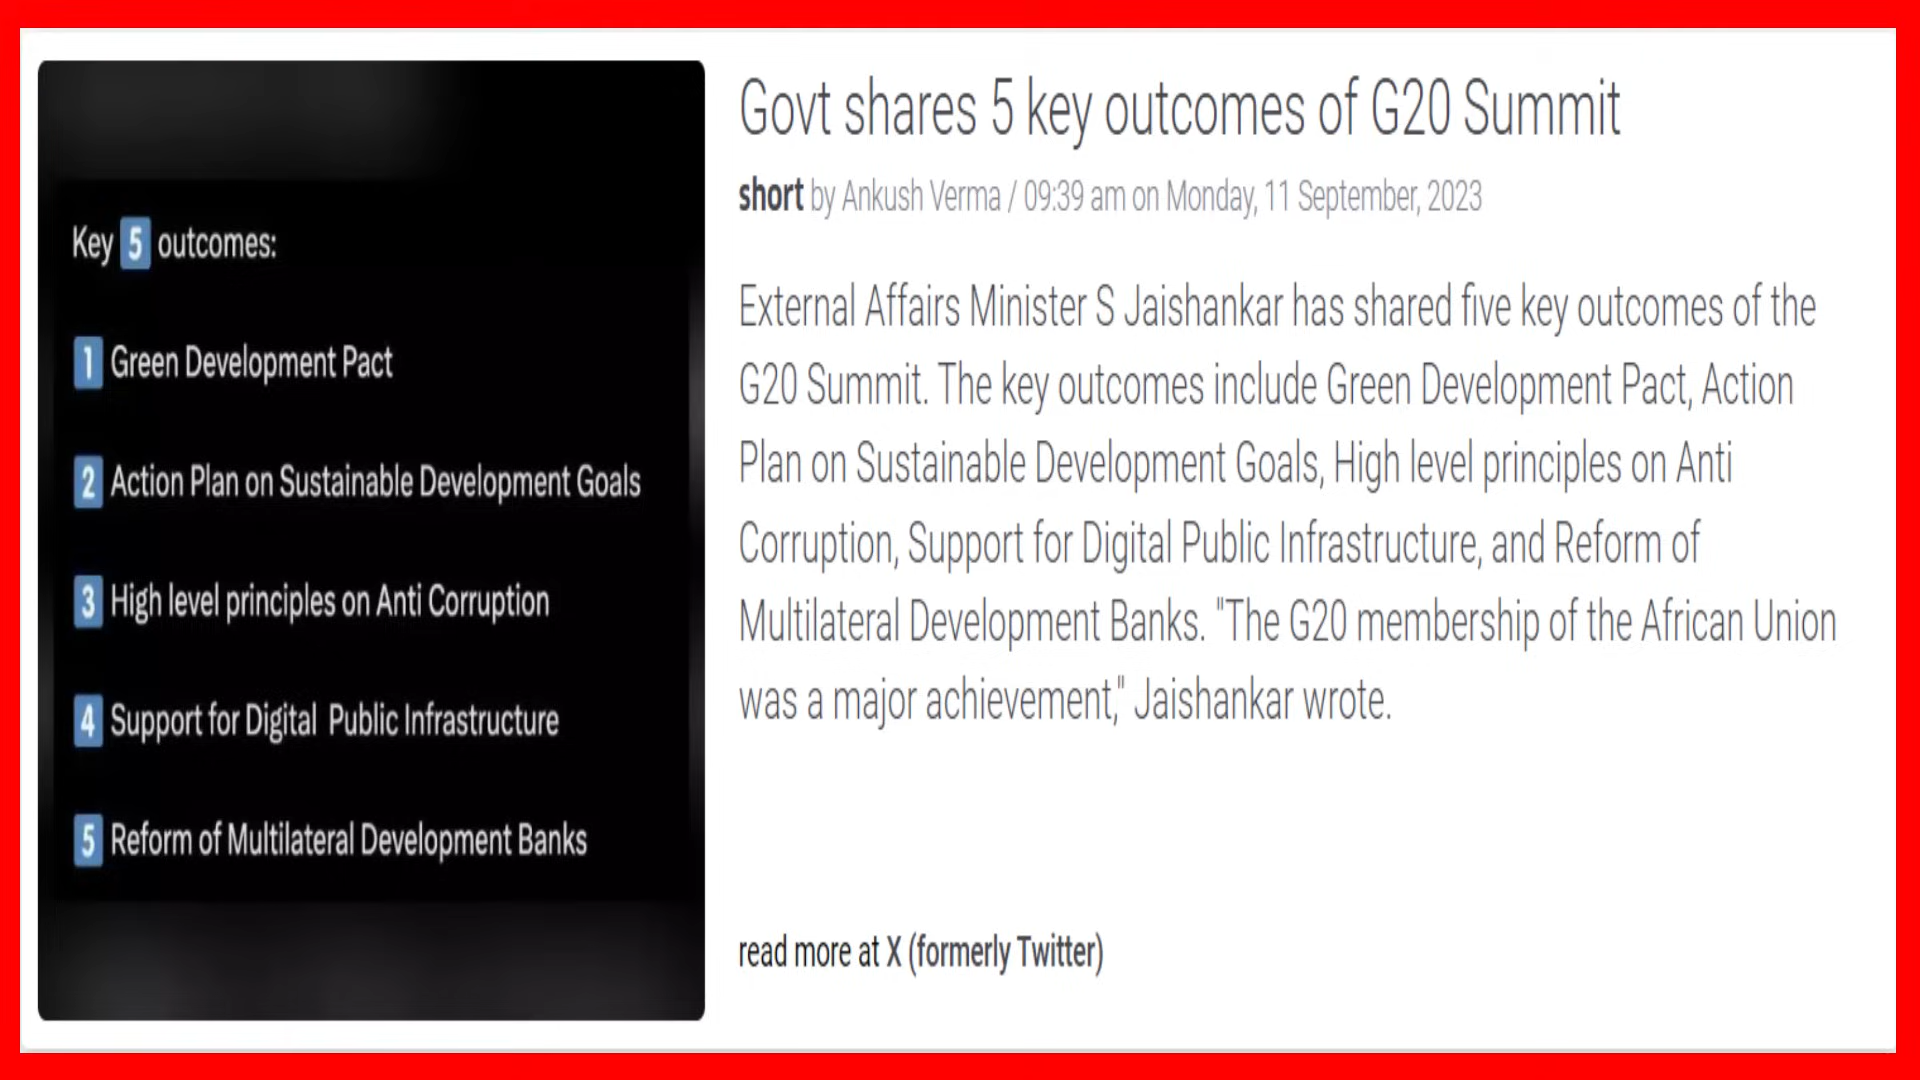 Key 5 outcomes:
1 Green Development Pact
2 Action Plan on Sustainable Development Goals
3 High level principles on Anti Corruption
4 Support for Digital Public Infrastructure
5 Reform of Multilateral Development Banks
Govt shares 5 key outcomes of G20 Summit
short by Ankush Verma / 09:39 am on Monday, 11 September, 2023
External Affairs Minister S Jaishankar has shared five key outcomes of the
G20 Summit. The key outcomes include Green Development Pact, Action
Plan on Sustainable Development Goals, High level principles on Anti
Corruption, Support for Digital Public Infrastructure, and Reform of
Multilateral Development Banks. "The G20 membership of the African Union
was a major achievement," Jaishankar wrote.
read more at X (formerly Twitter)